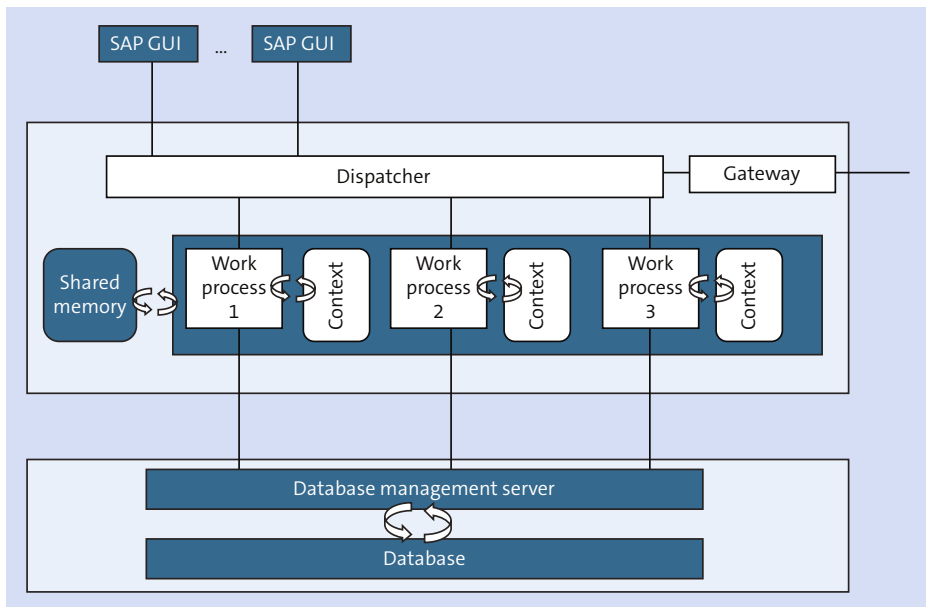 SAP GUI ... SAP GUI
Dispatcher
Gateway
Shared
memory
Work
process
1
Context
Work
process
2
Context
Work
process
3
Context
Database management server
Database